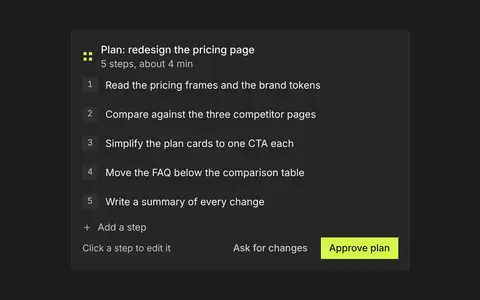 Plan: redesign the pricing page
5 steps, about 4 min
1 Read the pricing frames and the brand tokens
2 Compare against the three competitor pages
3 Simplify the plan cards to one CTA each
4 Move the FAQ below the comparison table
5 Write a summary of every change
+ Add a step
Click a step to edit it Ask for changes Approve plan